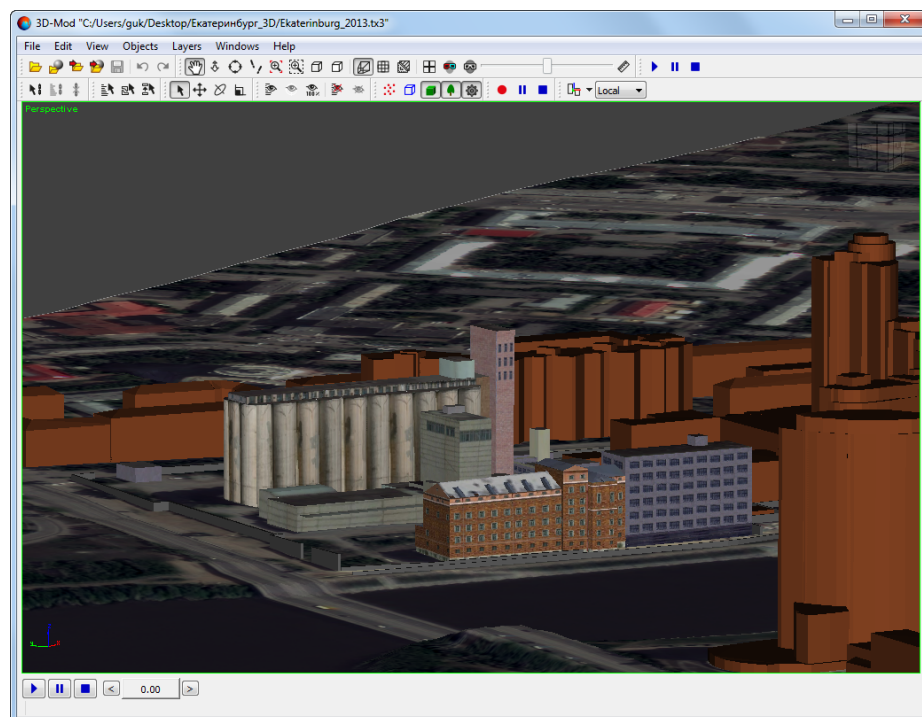 3D-Mod "C:/Users/guk/Desktop/Екатеринбург_3D/Ekaterinburg_2013.tx3"
File Edit View Objects Layers Windows Help
100%
Local
Perspective
0.00